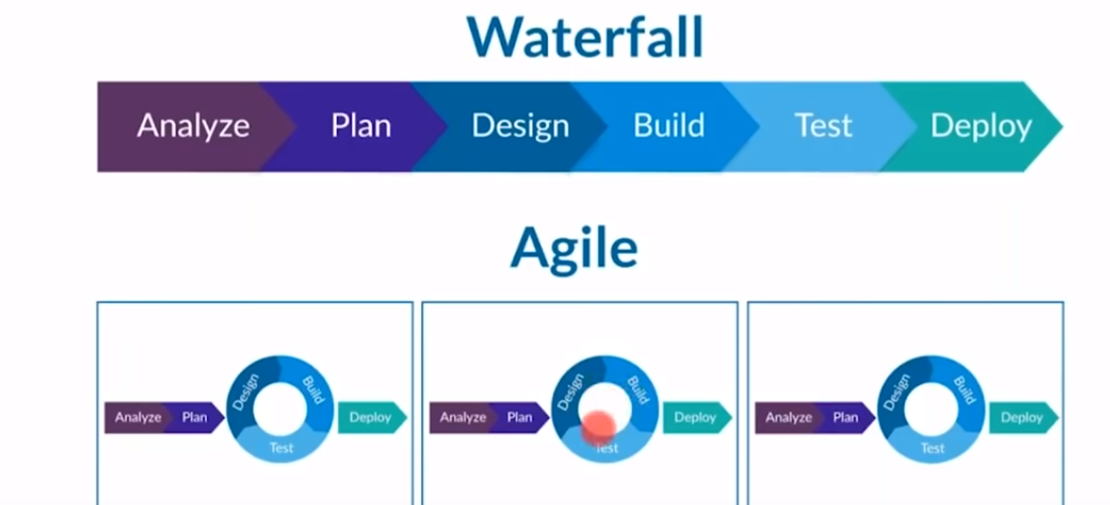 Waterfall
Analyze Plan Design Build Test Deploy
Agile
Analyze Plan Design Build Test Deploy
Analyze Plan Design Build Test Deploy
Analyze Plan Design Build Test Deploy